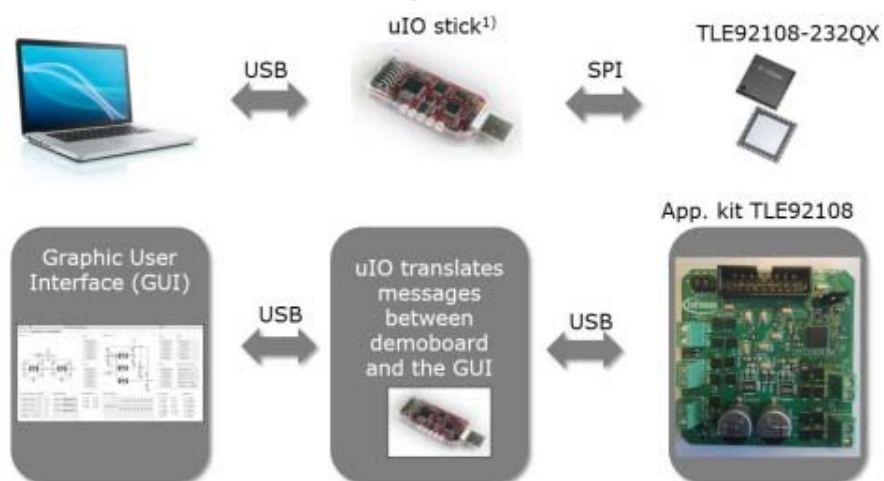 uIO stick1)
TLE92108-232QX
USB
SPI
App. kit TLE92108
Graphic User
Interface (GUI)
uIO translates
messages
between
demoboard
and the GUI
USB
USB
Infineon